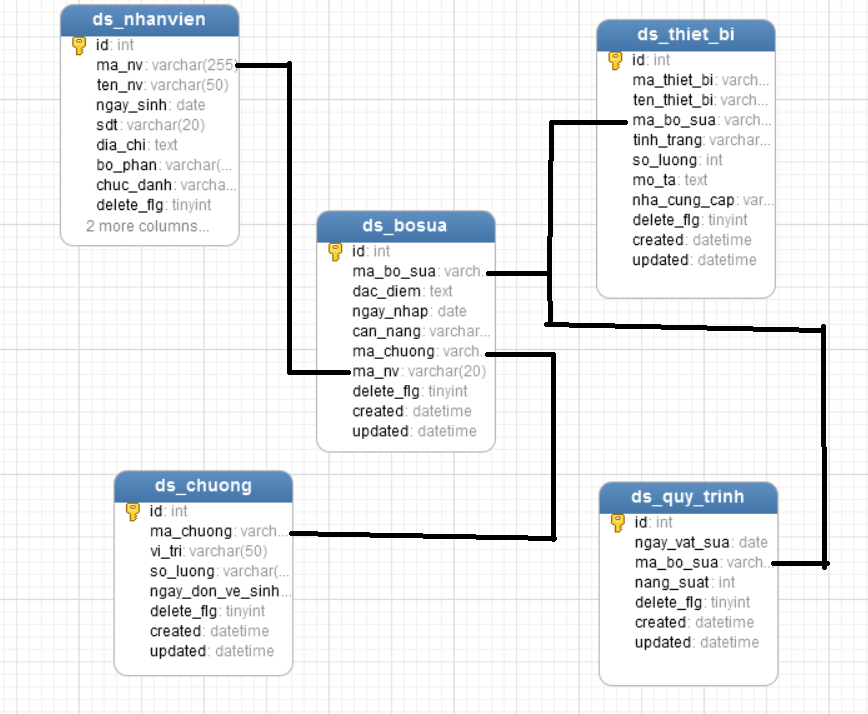 ds_nhanvien
id: int
ma_nv: varchar(255)
ten_nv: varchar(50)
ngay_sinh: date
sdt: varchar(20)
dia_chi: text
bo_phan: varchar(...
chuc_danh: varcha...
delete_flg: tinyint
2 more columns...
ds_thiet_bi
id: int
ma_thiet_bi: varch...
ten_thiet_bi: varch...
ma_bo_sua: varch...
tinh_trang: varchar...
so_luong: int
mo_ta: text
nha_cung_cap: var...
delete_flg: tinyint
created: datetime
updated: datetime
ds_bosua
id: int
ma_bo_sua: varch.
dac_diem: text
ngay_nhap: date
can_nang: varchar...
ma_chuong: varch.
ma_nv: varchar(20)
delete_flg: tinyint
created: datetime
updated: datetime
ds_chuong
id: int
ma_chuong: varch...
vi_tri: varchar(50)
so_luong: varchar(...
ngay_don_ve_sinh...
delete_flg: tinyint
created: datetime
updated: datetime
ds_quy_trinh
id: int
ngay_vat_sua: date
ma_bo_sua: varch..
nang_suat: int
delete_flg: tinyint
created: datetime
updated: datetime